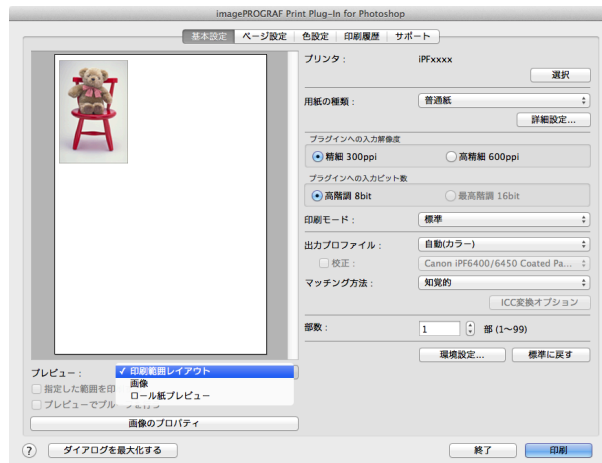 imagePROGRAF Print Plug-In for Photoshop
基本設定 ページ設定 色設定 印刷履歴 サポート
プリンタ： iPFxxxx
選択
用紙の種類： 普通紙
詳細設定...
プラグインへの入力解像度
精細 300ppi 高精細 600ppi
プラグインへの入力ビット数
高階調 8bit 最高階調 16bit
印刷モード： 標準
出力プロファイル： 自動(カラー)
校正： Canon iPF6400/6450 Coated Pa...
マッチング方法： 知覚的
ICC変換オプション
部数： 1 部 (1〜99)
環境設定... 標準に戻す
プレビュー： ✓ 印刷範囲レイアウト
画像
ロール紙プレビュー
指定した範囲を印
プレビューでプル
画像のプロパティ
? ダイアログを最大化する 終了 印刷